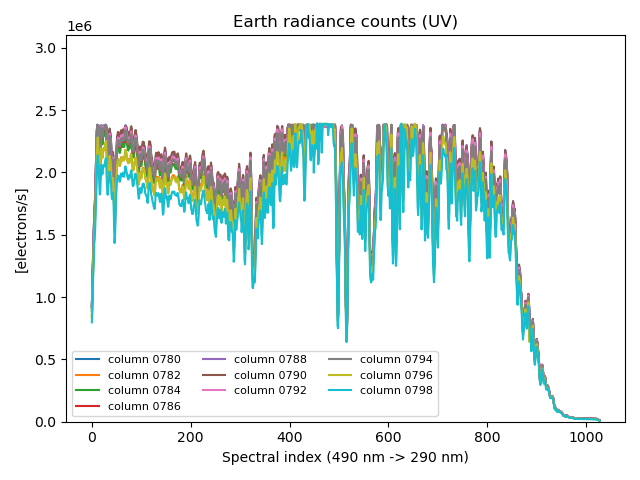 Earth radiance counts (UV)
1e6
3.0
2.5
2.0
1.5
1.0
0.5
0.0
[electrons/s]
column 0780 column 0788 column 0794
column 0782 column 0790 column 0796
column 0784 column 0792 column 0798
column 0786
0 200 400 600 800 1000
Spectral index (490 nm -> 290 nm)